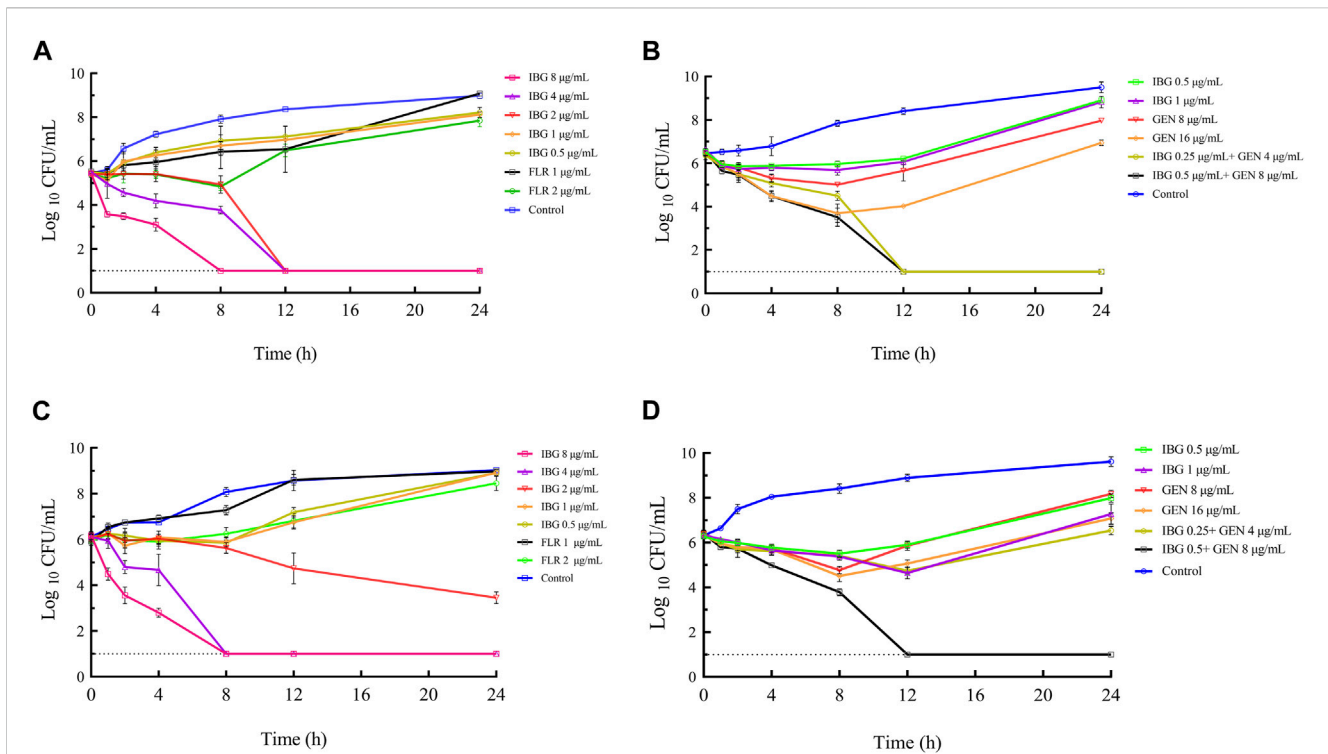 A
Log 10 CFU/mL
10
8
6
4
2
0
0 4 8 12 16 20 24
Time (h)
IBG 8 μg/mL
IBG 4 μg/mL
IBG 2 μg/mL
IBG 1 μg/mL
IBG 0.5 μg/mL
FLR 1 μg/mL
FLR 2 μg/mL
Control
B
Log 10 CFU/mL
10
8
6
4
2
0
0 4 8 12 16 20 24
Time (h)
IBG 0.5 μg/mL
IBG 1 μg/mL
GEN 8 μg/mL
GEN 16 μg/mL
IBG 0.25 μg/mL+ GEN 4 μg/mL
IBG 0.5 μg/mL+ GEN 8 μg/mL
Control
C
Log 10 CFU/mL
10
8
6
4
2
0
0 4 8 12 16 20 24
Time (h)
IBG 8 μg/mL
IBG 4 μg/mL
IBG 2 μg/mL
IBG 1 μg/mL
IBG 0.5 μg/mL
FLR 1 μg/mL
FLR 2 μg/mL
Control
D
Log 10 CFU/mL
10
8
6
4
2
0
0 4 8 12 16 20 24
Time (h)
IBG 0.5 μg/mL
IBG 1 μg/mL
GEN 8 μg/mL
GEN 16 μg/mL
IBG 0.25+ GEN 4 μg/mL
IBG 0.5+ GEN 8 μg/mL
Control